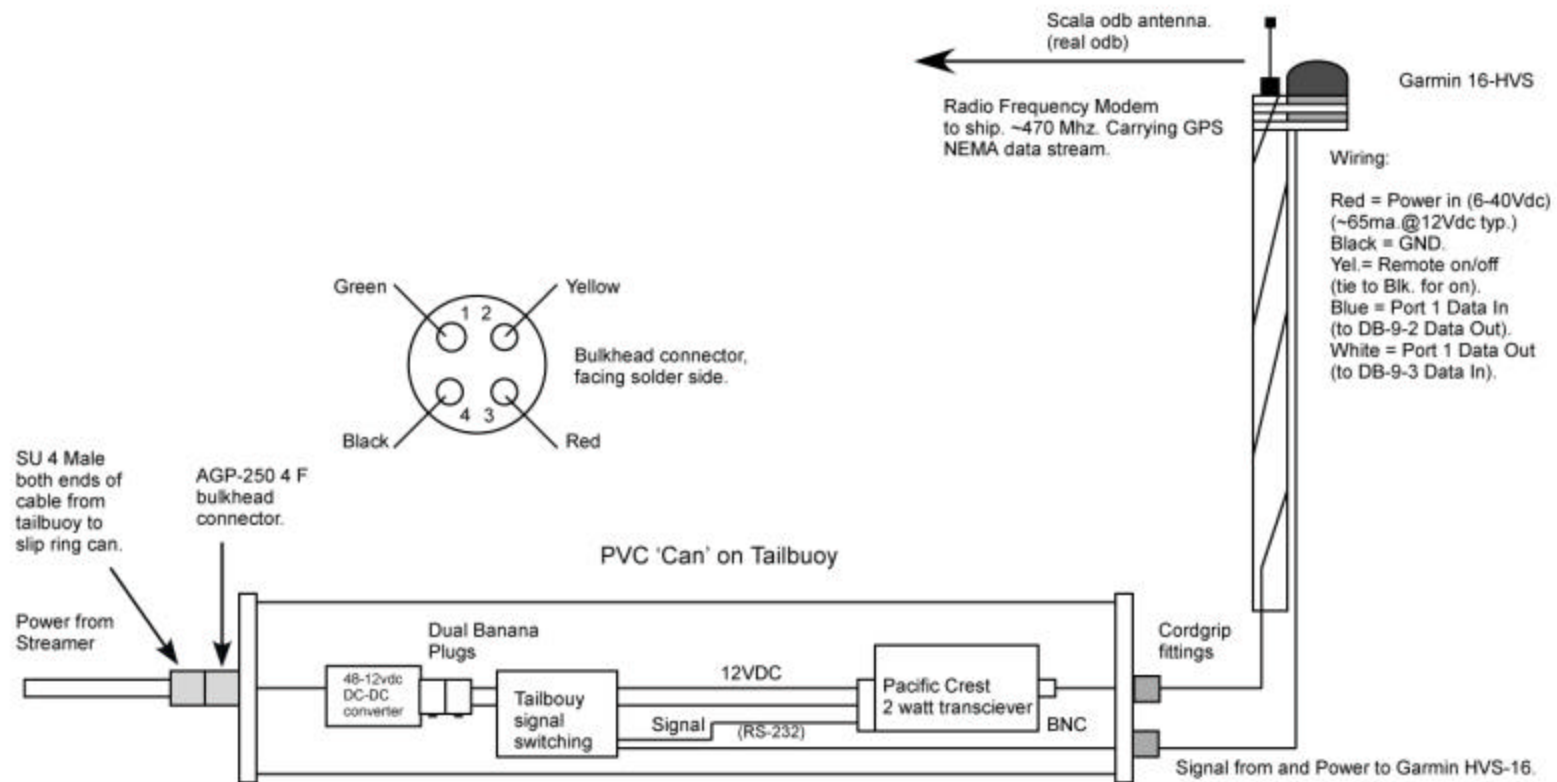 Scala odb antenna.
(real odb)
Garmin 16-HVS
Radio Frequency Modem
to ship. ~470 Mhz. Carrying GPS
NEMA data stream.
Wiring:
Red = Power in (6-40Vdc)
(~65ma.@12Vdc typ.)
Black = GND.
Yel.= Remote on/off
(tie to Blk. for on).
Blue = Port 1 Data In
(to DB-9-2 Data Out).
White = Port 1 Data Out
(to DB-9-3 Data In).
Green
Yellow
1 2
Bulkhead connector,
facing solder side.
4 3
Black
Red
SU 4 Male
both ends of
cable from
tailbuoy to
slip ring can.
AGP-250 4 F
bulkhead
connector.
PVC 'Can' on Tailbuoy
Power from
Streamer
Dual Banana
Plugs
Cordgrip
fittings
48-12vdc
DC-DC
converter
Tailbouy
signal
switching
12VDC
Signal
(RS-232)
Pacific Crest
2 watt transciever
BNC
Signal from and Power to Garmin HVS-16.